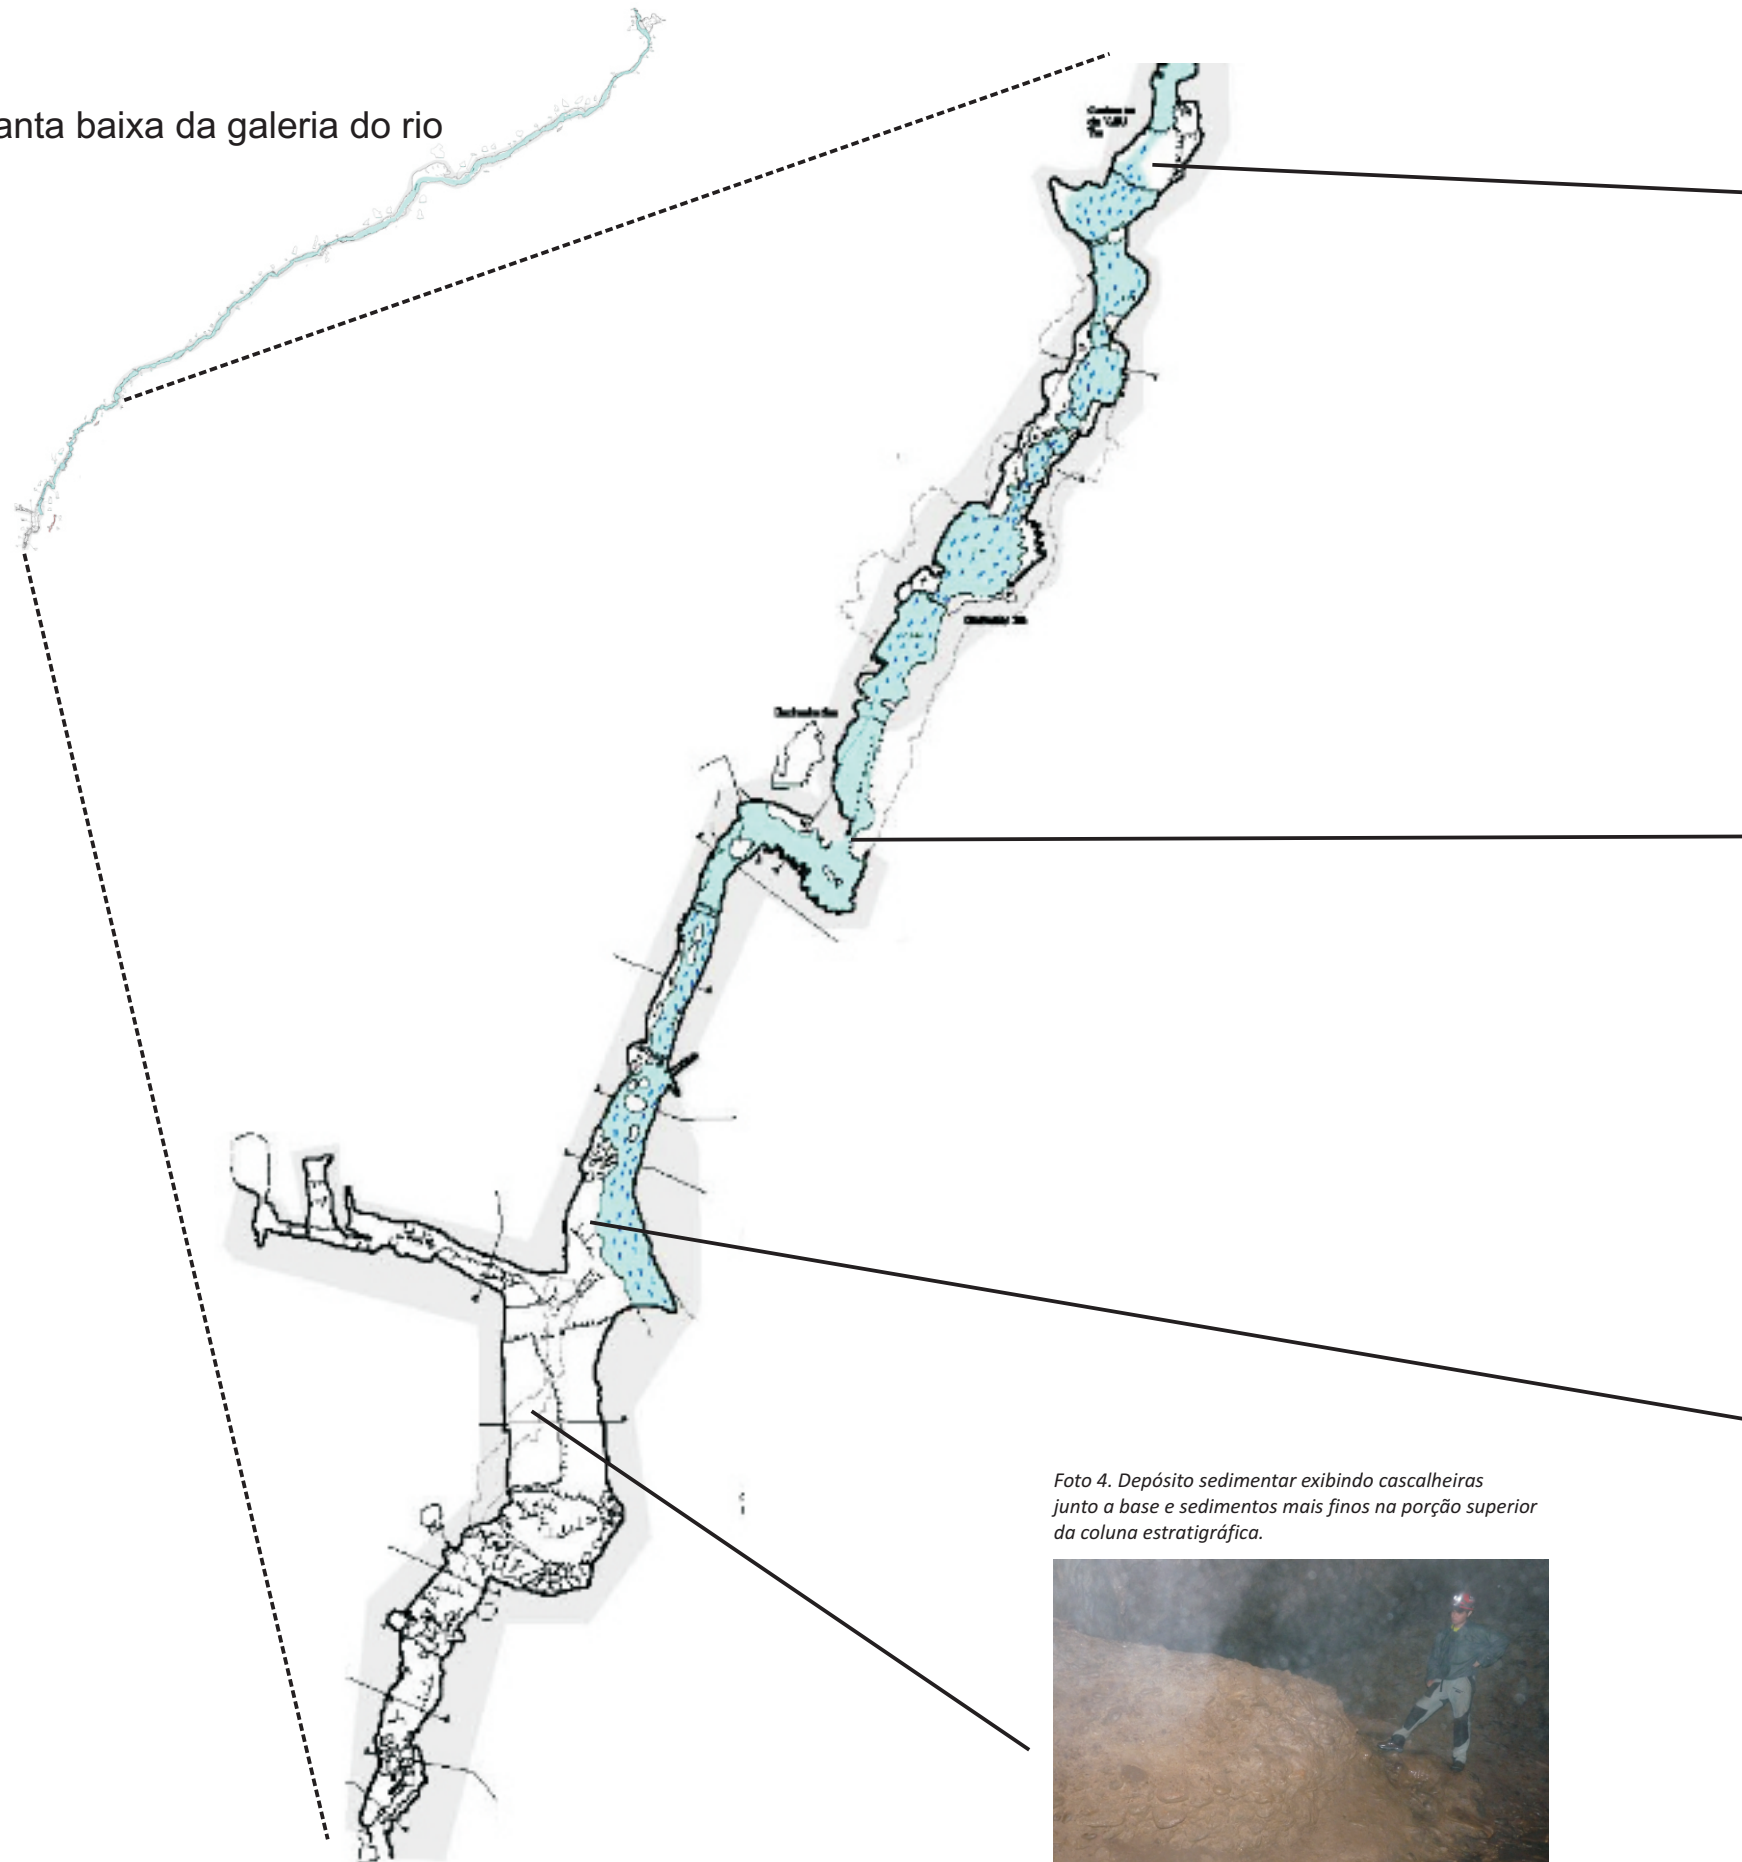 anta baixa da galeria do rio
Foto 4. Depósito sedimentar exibindo cascalheiras
junto a base e sedimentos mais finos na porção superior
da coluna estratigráfica.